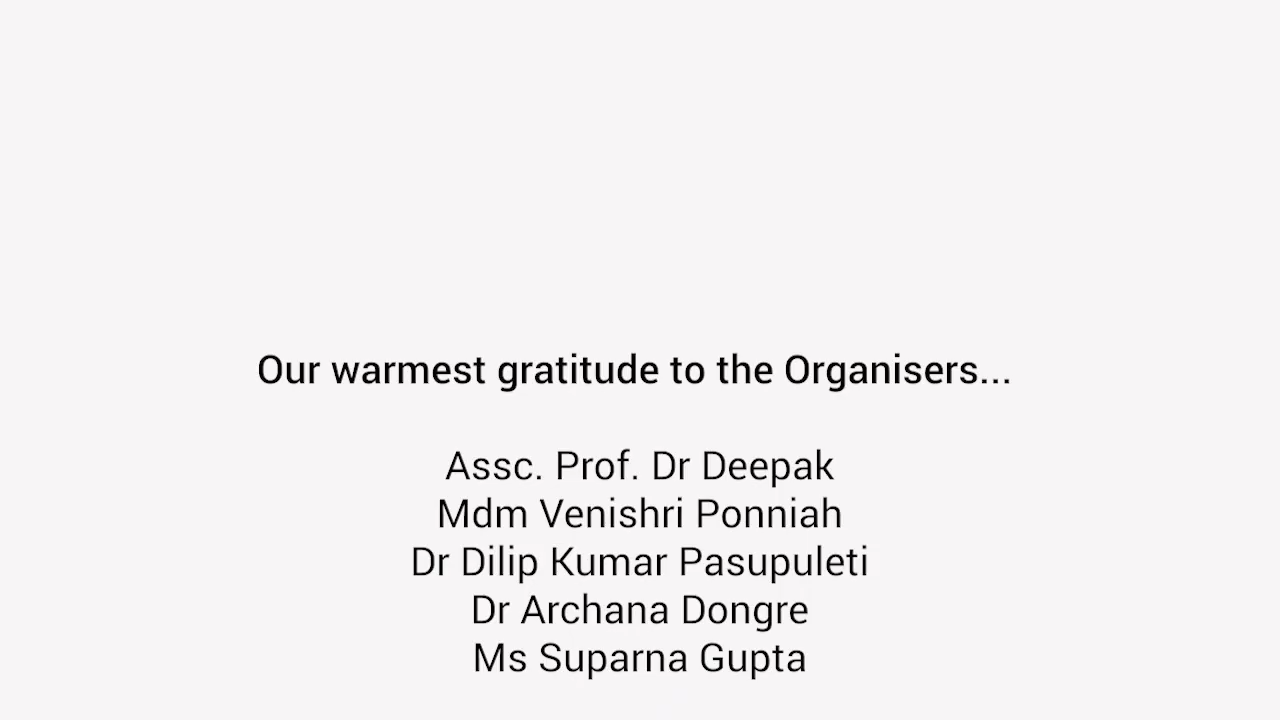 Our warmest gratitude to the Organisers...
Assc. Prof. Dr Deepak
Mdm Venishri Ponniah
Dr Dilip Kumar Pasupuleti
Dr Archana Dongre
Ms Suparna Gupta